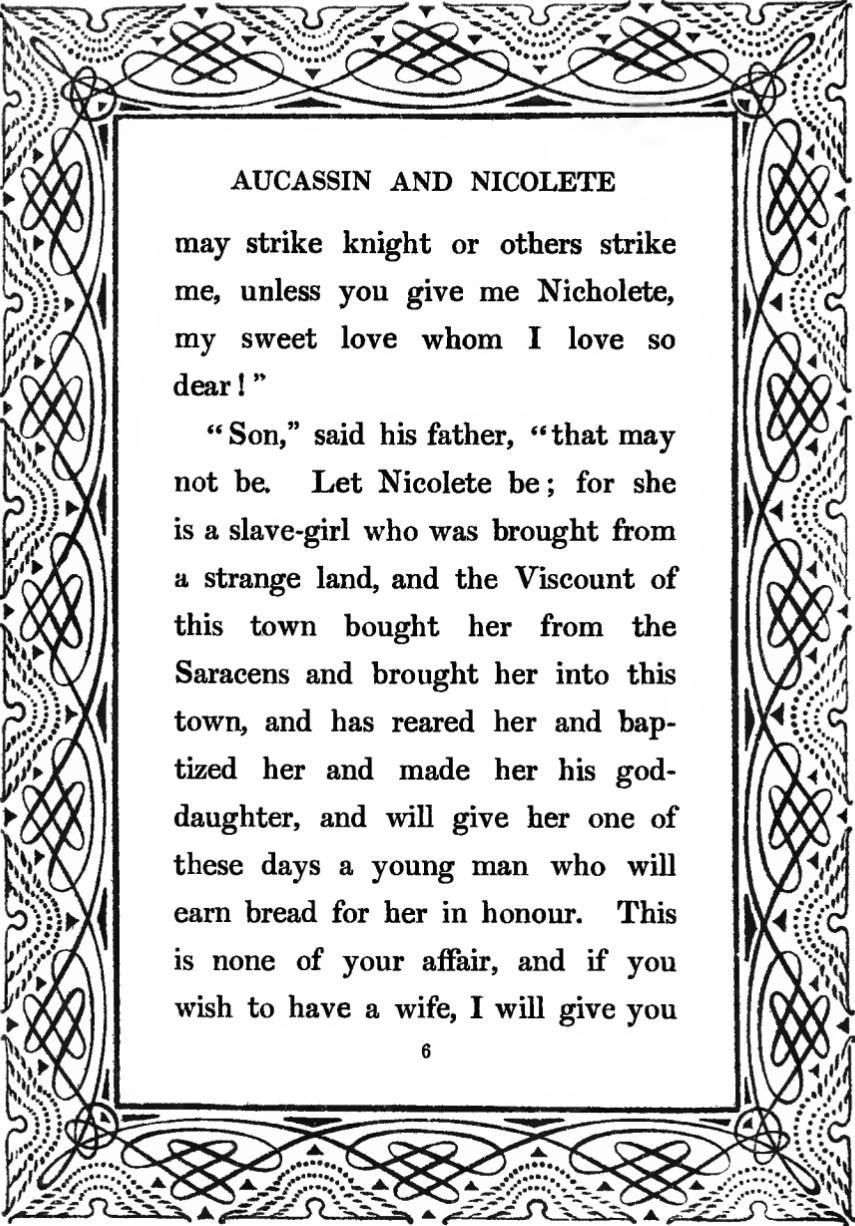 AUCASSIN AND NICOLETE
may strike knight or others strike
me, unless you give me Nicholete,
my sweet love whom I love so
dear!”
“Son,” said his father, “that may
not be. Let Nicolete be; for she
is a slave-girl who was brought from
a strange land, and the Viscount of
this town bought her from the
Saracens and brought her into this
town, and has reared her and bap-
tized her and made her his god-
daughter, and will give her one of
these days a young man who will
earn bread for her in honour. This
is none of your affair, and if you
wish to have a wife, I will give you
6